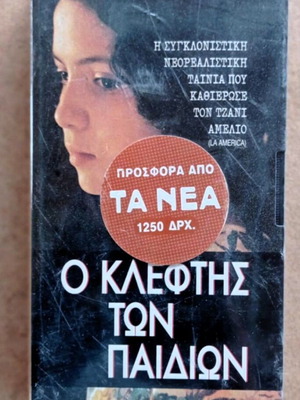 Η ΣΥΓΚΛΟΝΙΣΤΙΚΗ
ΝΕΟΡΕΑΛΙΣΤΙΚΗ
ΤΑΙΝΙΑ ΠΟΥ
ΚΑΘΙΕΡΩΣΕ
ΤΟΝ ΤΖΑΝΙ
ΑΜΕΛΙΟ
(LA AMERICA)
ΠΡΟΣΦΟΡΑ ΑΠΟ
ΤΑ ΝΕΑ
1250 ΔΡΧ.
Ο ΚΛΕΦΤΗΣ
ΤΩΝ
ΠΑΙΔΙΩΝ